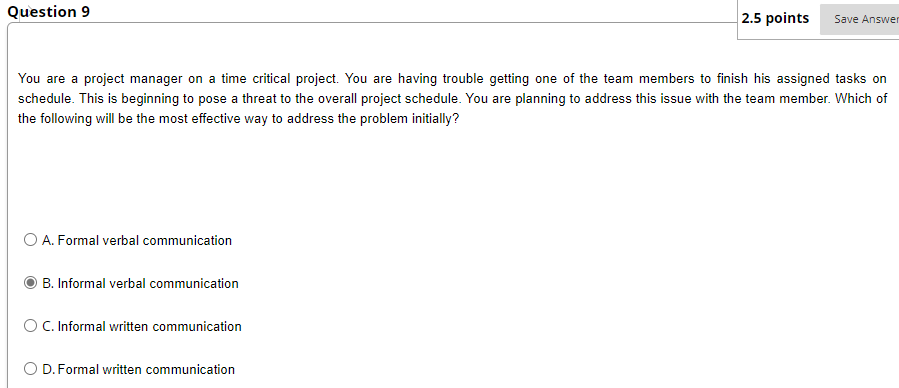 Question 9
2.5 points
Save Answer
You are a project manager on a time critical project. You are having trouble getting one of the team members to finish his assigned tasks on
schedule. This is beginning to pose a threat to the overall project schedule. You are planning to address this issue with the team member. Which of
the following will be the most effective way to address the problem initially?
A. Formal verbal communication
B. Informal verbal communication
C. Informal written communication
D. Formal written communication